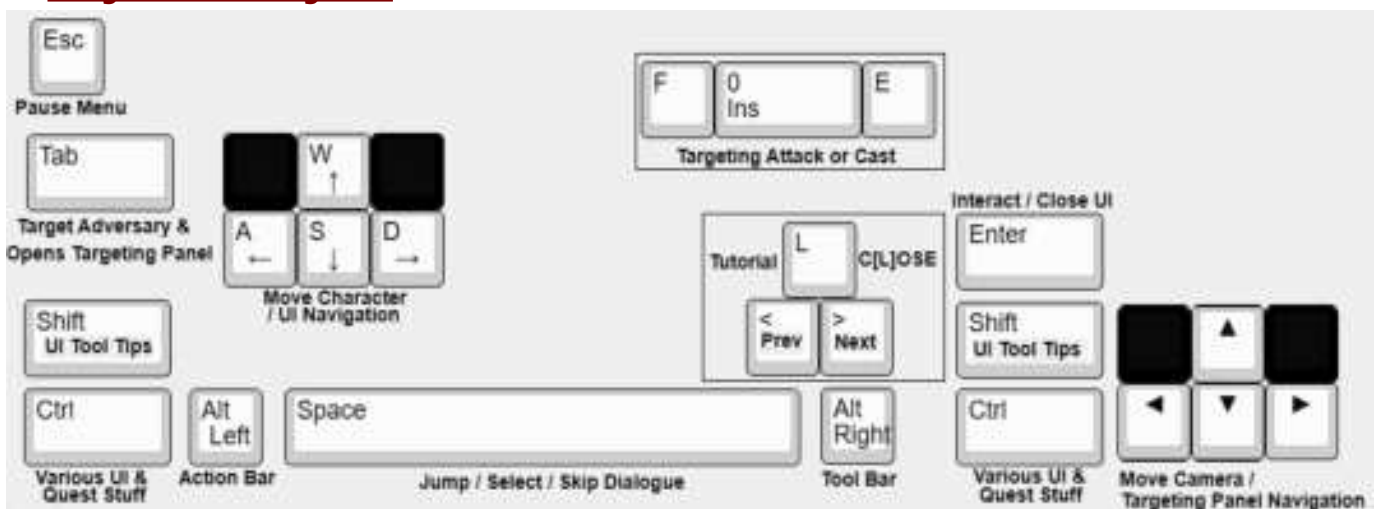 Esc
Pause Menu
F
0
Ins
E
Targeting Attack or Cast
Tab
Target Adversary &
Opens Targeting Panel
W
↑
A
←
S
↓
D
→
Move Character
/ UI Navigation
Tutorial
L
C[L]OSE
<
Prev
>
Next
Interact / Close UI
Enter
Shift
UI Tool Tips
Shift
UI Tool Tips
▲
◄
▼
►
Move Camera /
Targeting Panel Navigation
Ctrl
Various UI &
Quest Stuff
Alt
Left
Action Bar
Space
Jump / Select / Skip Dialogue
Alt
Right
Tool Bar
Ctrl
Various UI &
Quest Stuff